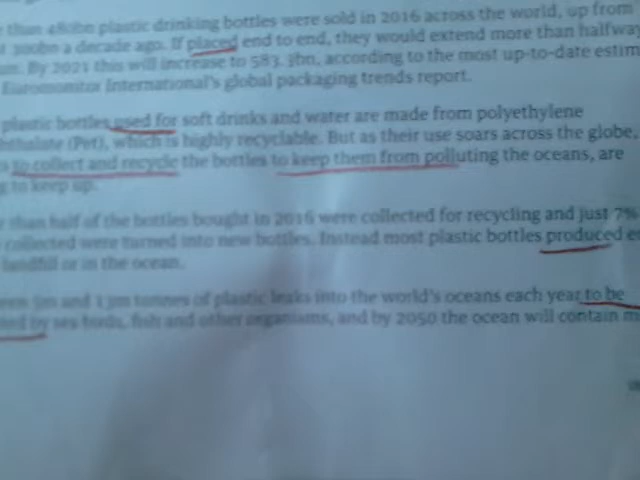 than 480bn plastic drinking bottles were sold in 2016 across the world, up from
300bn a decade ago. If placed end to end, they would extend more than halfway
By 2021 this will increase to 583.3bn, according to the most up-to-date estim
Euromonitor International's global packaging trends report.
plastic bottles used for soft drinks and water are made from polyethylene
(Pet), which is highly recyclable. But as their use soars across the globe,
to collect and recycle the bottles to keep them from polluting the oceans, are
to keep up.
than half of the bottles bought in 2016 were collected for recycling and just 7%
collected were turned into new bottles. Instead most plastic bottles produced e
landfill or in the ocean.
5m and 13m tonnes of plastic leaks into the world's oceans each year to be
by sea birds, fish and other organisms, and by 2050 the ocean will contain m